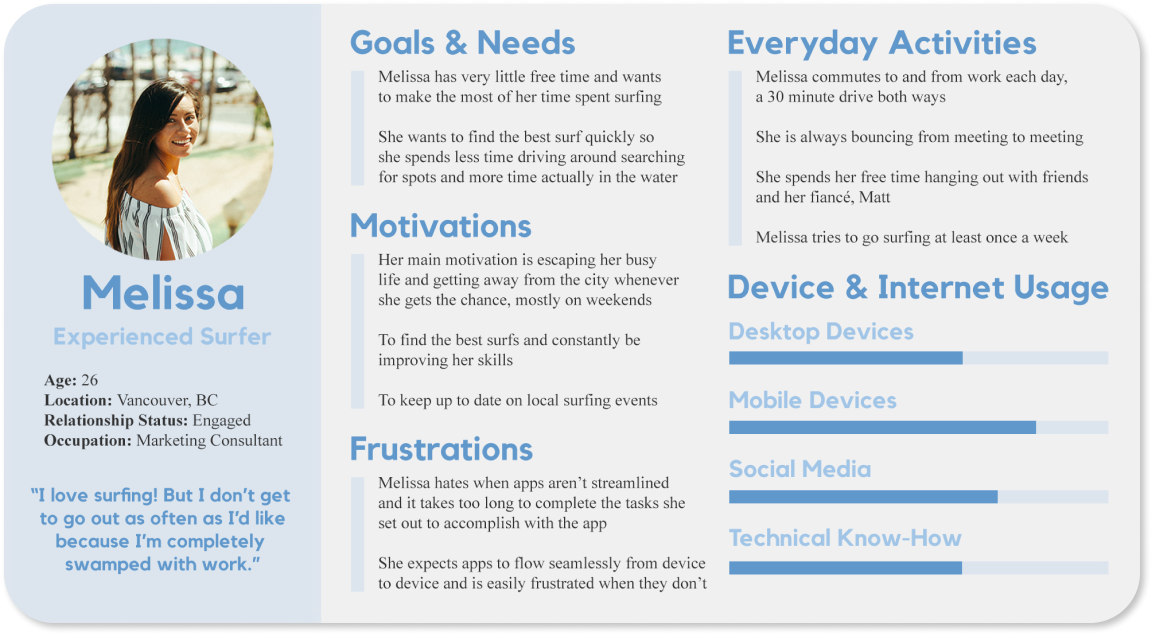 Melissa
Experienced Surfer
Age: 26
Location: Vancouver, BC
Relationship Status: Engaged
Occupation: Marketing Consultant
“I love surfing! But I don’t get
to go out as often as I’d like
because I’m completely
swamped with work.”
Goals & Needs
Melissa has very little free time and wants
to make the most of her time spent surfing
She wants to find the best surf quickly so
she spends less time driving around searching
for spots and more time actually in the water
Motivations
Her main motivation is escaping her busy
life and getting away from the city whenever
she gets the chance, mostly on weekends
To find the best surfs and constantly be
improving her skills
To keep up to date on local surfing events
Frustrations
Melissa hates when apps aren’t streamlined
and it takes too long to complete the tasks she
set out to accomplish with the app
She expects apps to flow seamlessly from device
to device and is easily frustrated when they don’t
Everyday Activities
Melissa commutes to and from work each day,
a 30 minute drive both ways
She is always bouncing from meeting to meeting
She spends her free time hanging out with friends
and her fiancé, Matt
Melissa tries to go surfing at least once a week
Device & Internet Usage
Desktop Devices
Mobile Devices
Social Media
Technical Know-How